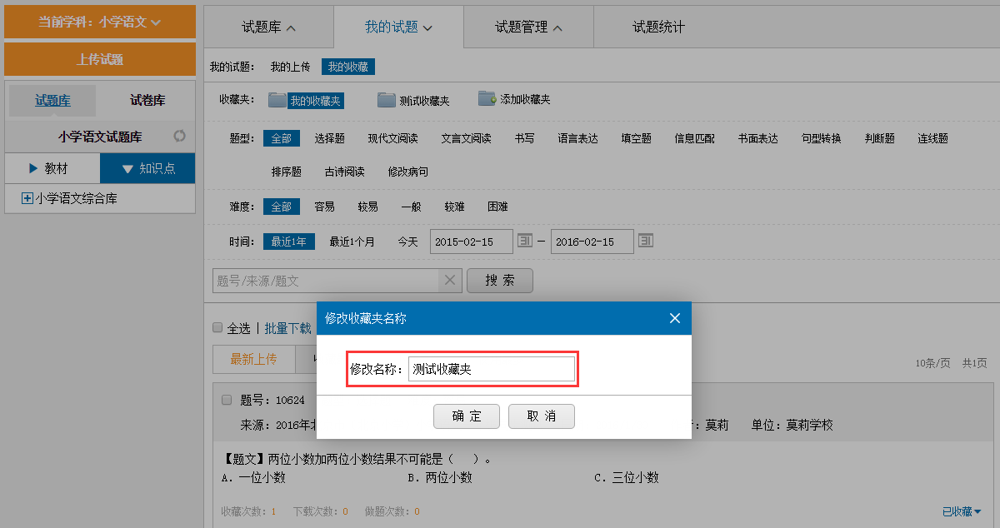 当前学科：小学语文
上传试题
试题库 试卷库
小学语文试题库
教材 知识点
小学语文综合库
试题库 我的试题 试题管理 试题统计
我的试题： 我的上传 我的收藏
收藏夹： 我的收藏夹 测试收藏夹 添加收藏夹
题型： 全部 选择题 现代文阅读 文言文阅读 书写 语言表达 填空题 信息匹配 书面表达 句型转换 判断题 连线题
排序题 古诗阅读 修改病句
难度： 全部 容易 较易 一般 较难 困难
时间： 最近1年 最近1个月 今天 2015-02-15 31 — 2016-02-15 31
题号/来源/题文 搜 索
修改收藏夹名称
修改名称： 测试收藏夹
确 定 取 消
全选 | 批量下载
最新上传
10条/页 共1页
题号：10624
来源：2016年北 ：莫莉 单位：莫莉学校
【题文】两位小数加两位小数结果不可能是（ ）。
A. 一位小数 B. 两位小数 C. 三位小数
收藏次数：1 下载次数：0 做题次数：0 已收藏